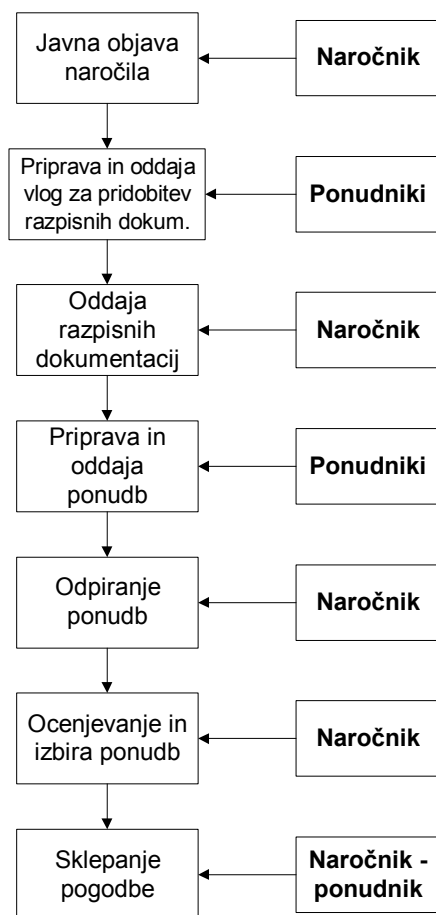 Javna objava
naročila
Naročnik
Priprava in oddaja
vlog za pridobitev
razpisnih dokum.
Ponudniki
Oddaja
razpisnih
dokumentacij
Naročnik
Priprava in
oddaja
ponudb
Ponudniki
Odpiranje
ponudb
Naročnik
Ocenjevanje in
izbira ponudb
Naročnik
Sklepanje
pogodbe
Naročnik -
ponudnik